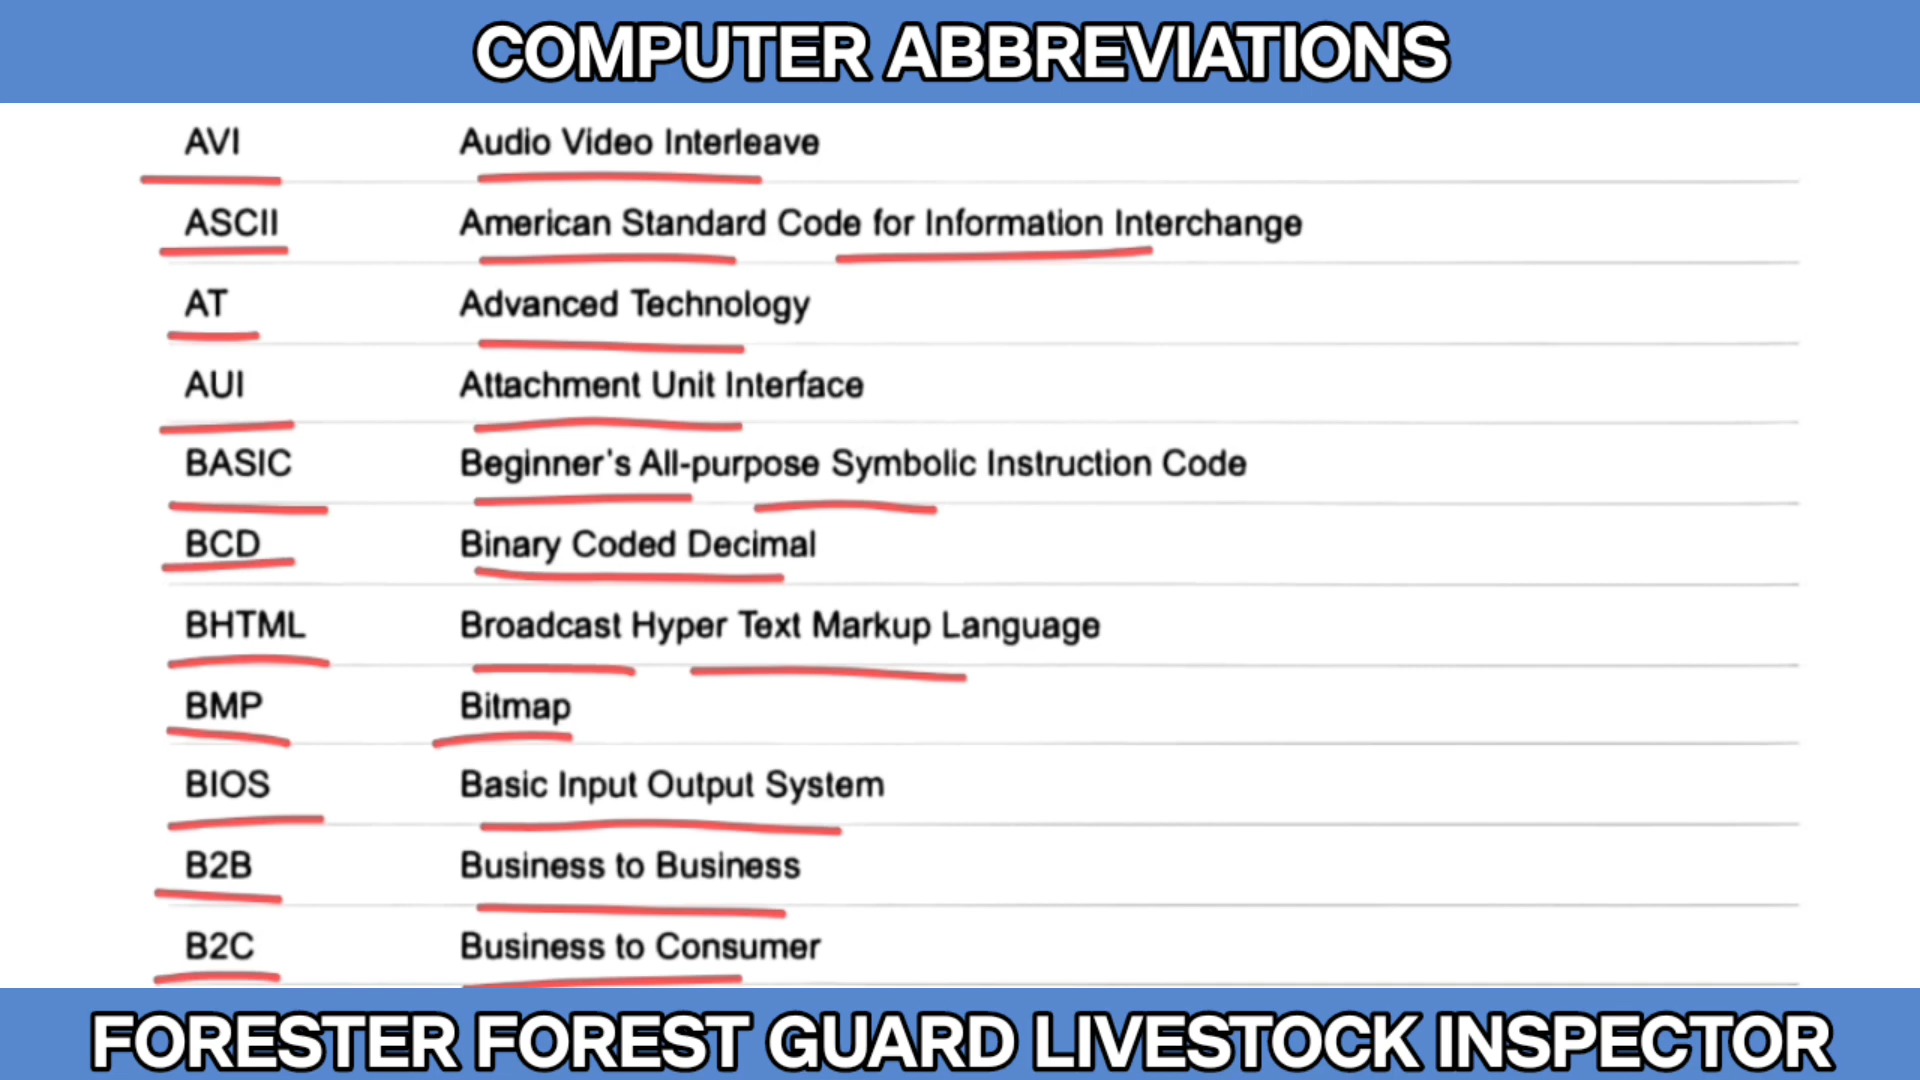 COMPUTER ABBREVIATIONS
AVI Audio Video Interleave
ASCII American Standard Code for Information Interchange
AT Advanced Technology
AUI Attachment Unit Interface
BASIC Beginner's All-purpose Symbolic Instruction Code
BCD Binary Coded Decimal
BHTML Broadcast Hyper Text Markup Language
BMP Bitmap
BIOS Basic Input Output System
B2B Business to Business
B2C Business to Consumer
FORESTER FOREST GUARD LIVESTOCK INSPECTOR